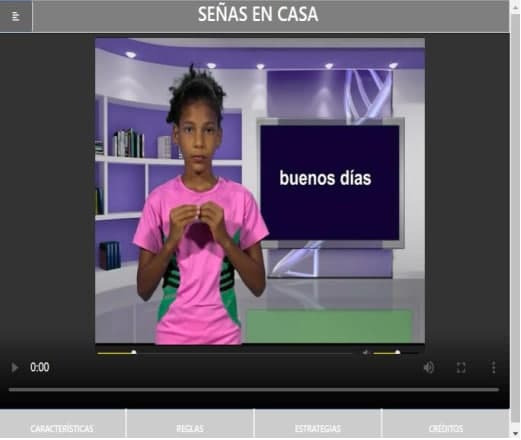 SEÑAS EN CASA
buenos días
0:00
CARACTERÍSTICAS
REGLAS
ESTRATEGIAS
CRÉDITOS